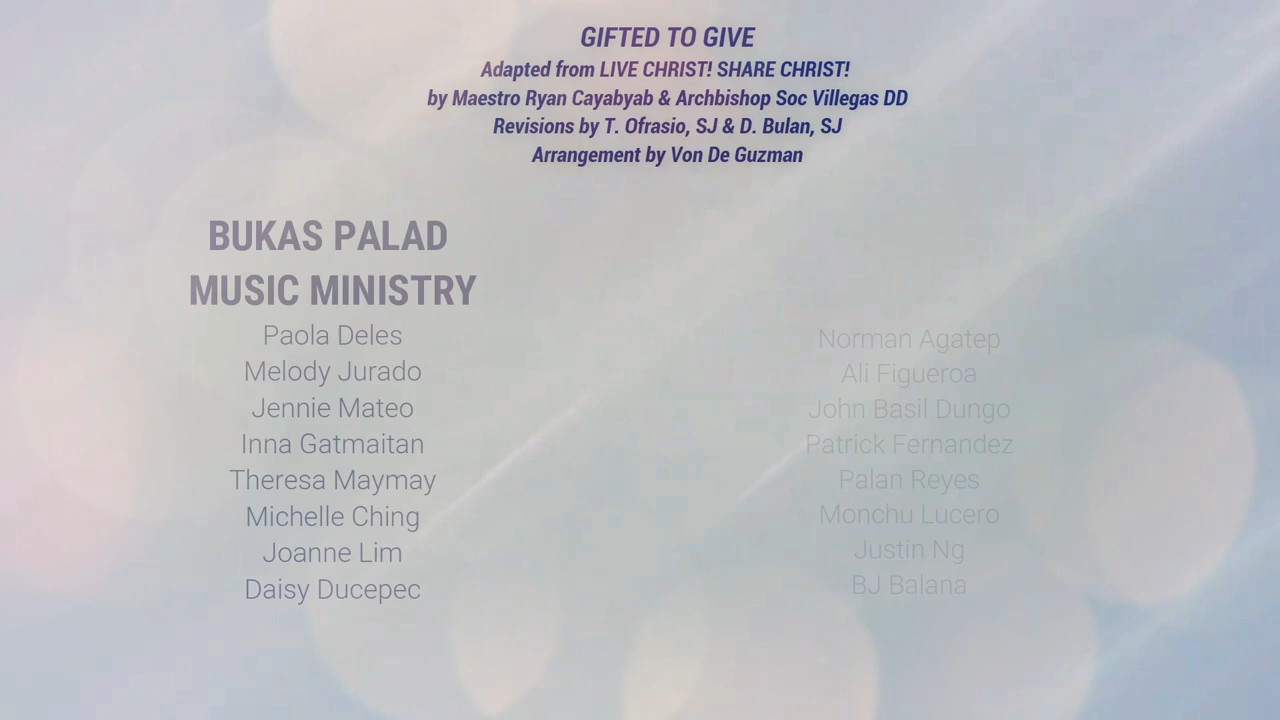 GIFTED TO GIVE
Adapted from LIVE CHRIST! SHARE CHRIST!
by Maestro Ryan Cayabyab & Archbishop Soc Villegas DD
Revisions by T. Ofrasio, SJ & D. Bulan, SJ
Arrangement by Von De Guzman
BUKAS PALAD
MUSIC MINISTRY
Paola Deles
Melody Jurado
Jennie Mateo
Inna Gatmaitan
Theresa Maymay
Michelle Ching
Joanne Lim
Daisy Ducepec
Norman Agatep
Ali Figueroa
John Basil Dungo
Patrick Fernandez
Palan Reyes
Monchu Lucero
Justin Ng
BJ Balana